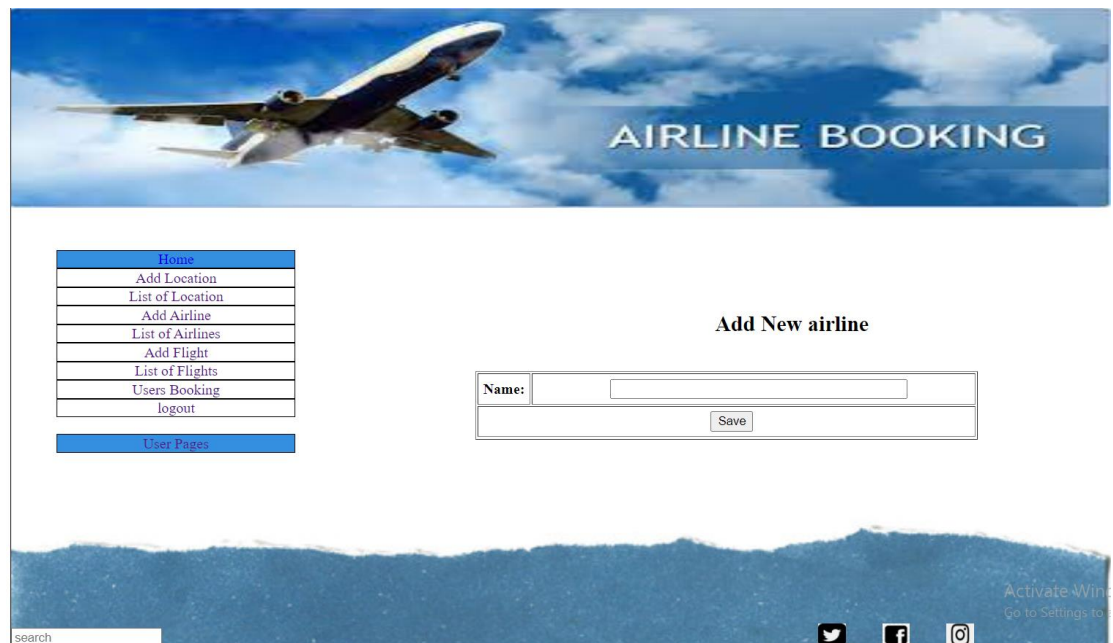 AIRLINE BOOKING
Home
Add Location
List of Location
Add Airline
List of Airlines
Add Flight
List of Flights
Users Booking
logout
User Pages
Add New airline
Name:
Save
Activate Win
Go to Settings to
search